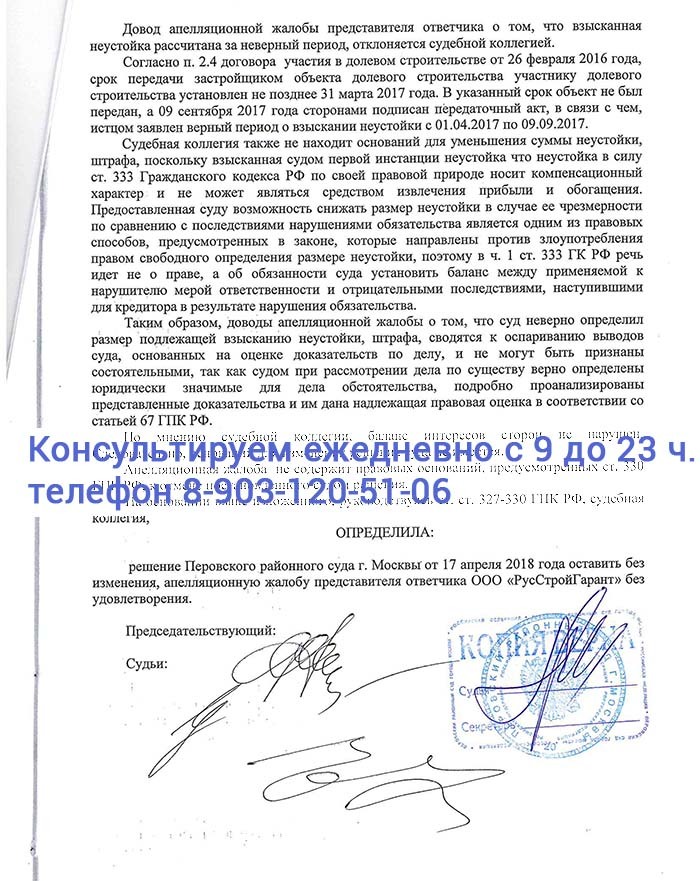 Довод апелляционной жалобы представителя ответчика о том, что взысканная
неустойка рассчитана за неверный период, отклоняется судебной коллегией.
Согласно п. 2.4 договора участия в долевом строительстве от 26 февраля 2016 года,
срок передачи застройщиком объекта долевого строительства участнику долевого
строительства установлен не позднее 31 марта 2017 года. В указанный срок объект не был
передан, а 09 сентября 2017 года сторонами подписан передаточный акт, в связи с чем,
истцом заявлен верный период о взыскании неустойки с 01.04.2017 по 09.09.2017.
Судебная коллегия также не находит оснований для уменьшения суммы неустойки,
штрафа, поскольку взысканная судом первой инстанции неустойка что неустойка в силу
ст. 333 Гражданского кодекса РФ по своей правовой природе носит компенсационный
характер и не может являться средством извлечения прибыли и обогащения.
Предоставленная суду возможность снижать размер неустойки в случае ее чрезмерности
по сравнению с последствиями нарушениями обязательства является одним из правовых
способов, предусмотренных в законе, которые направлены против злоупотребления
правом свободного определения размере неустойки, поэтому в ч. 1 ст. 333 ГК РФ речь
идет не о праве, а об обязанности суда установить баланс между применяемой к
нарушителю мерой ответственности и отрицательными последствиями, наступившими
для кредитора в результате нарушения обязательства.
Таким образом, доводы апелляционной жалобы о том, что суд неверно определил
размер подлежащей взысканию неустойки, штрафа, сводятся к оспариванию выводов
суда, основанных на оценке доказательств по делу, и не могут быть признаны
состоятельными, так как судом при рассмотрении дела по существу верно определены
юридически значимые для дела обстоятельства, подробно проанализированы
представленные доказательства и им дана надлежащая правовая оценка в соответствии со
статьей 67 ГПК РФ.
По мнению судебной коллегии, баланс интересов сторон не нарушен.
Консультируем ежедневно с 9 до 23 ч.
Апелляционная жалоба не содержит правовых оснований, предусмотренных ст. 330
телефон 8-903-120-51-06
ст. 327-330 ГПК РФ, судебная
коллегия,
ОПРЕДЕЛИЛА:
решение Перовского районного суда г. Москвы от 17 апреля 2018 года оставить без
изменения, апелляционную жалобу представителя ответчика ООО «РусСтройГарант» без
удовлетворения.
Председательствующий:
Судьи:
КОПИЯ ВЕРНА
Судья
Секретарь